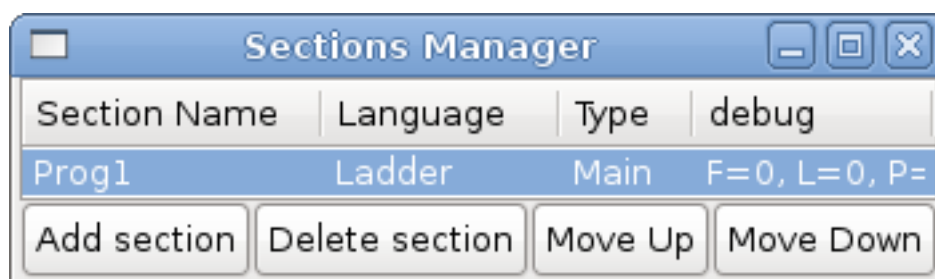 Sections Manager
Section Name Language Type debug
Prog1 Ladder Main F=0, L=0, P=
Add section Delete section Move Up Move Down